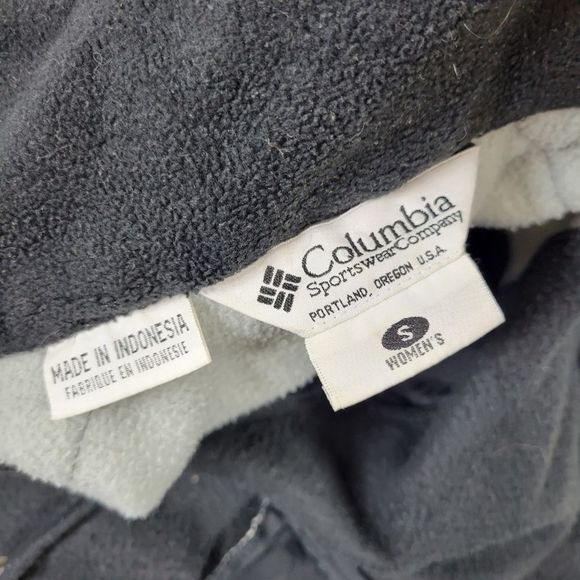 Columbia
Sportswear Company
PORTLAND, OREGON U.S.A.
S
WOMEN'S
MADE IN INDONESIA
FABRIQUE EN INDONESIE